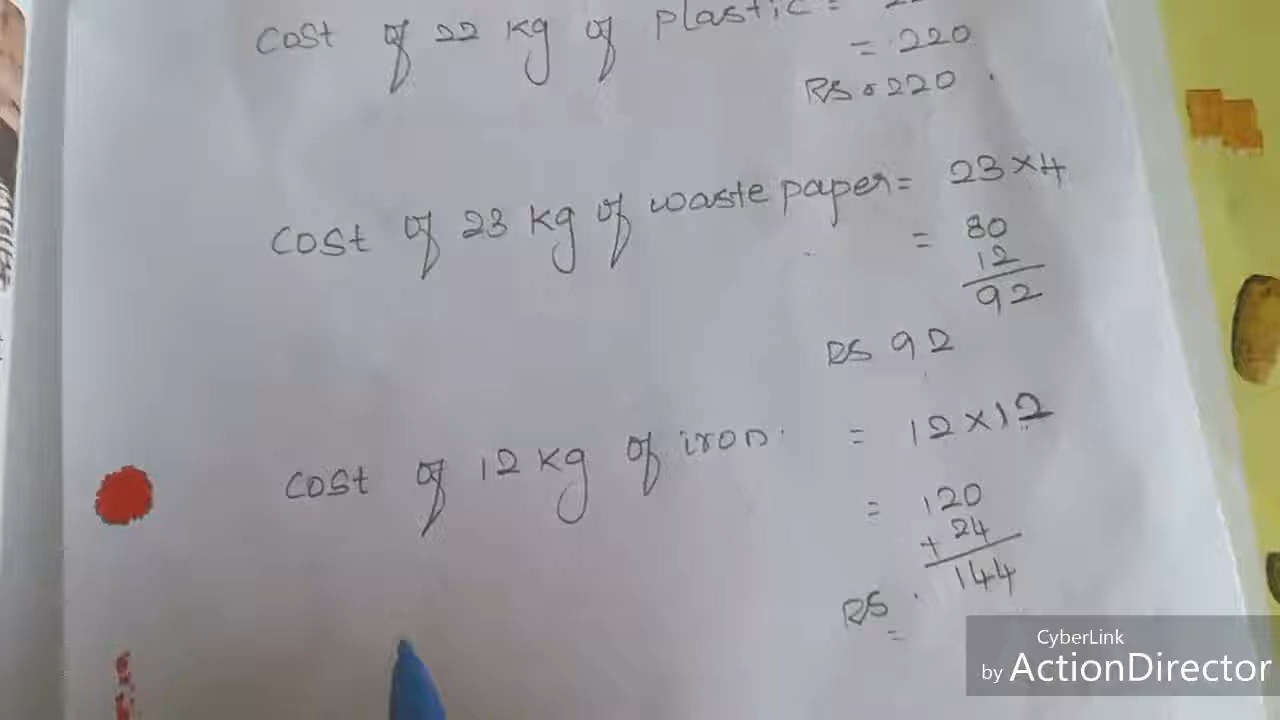 cost of 22 kg of plastic =
= 220
RS. 220
cost of 23 kg of waste paper = 23×4
= 80
12
92
RS 92
cost of 12 kg of iron. = 12×12
= 120
+ 24
RS. 144
=
CyberLink
by ActionDirector